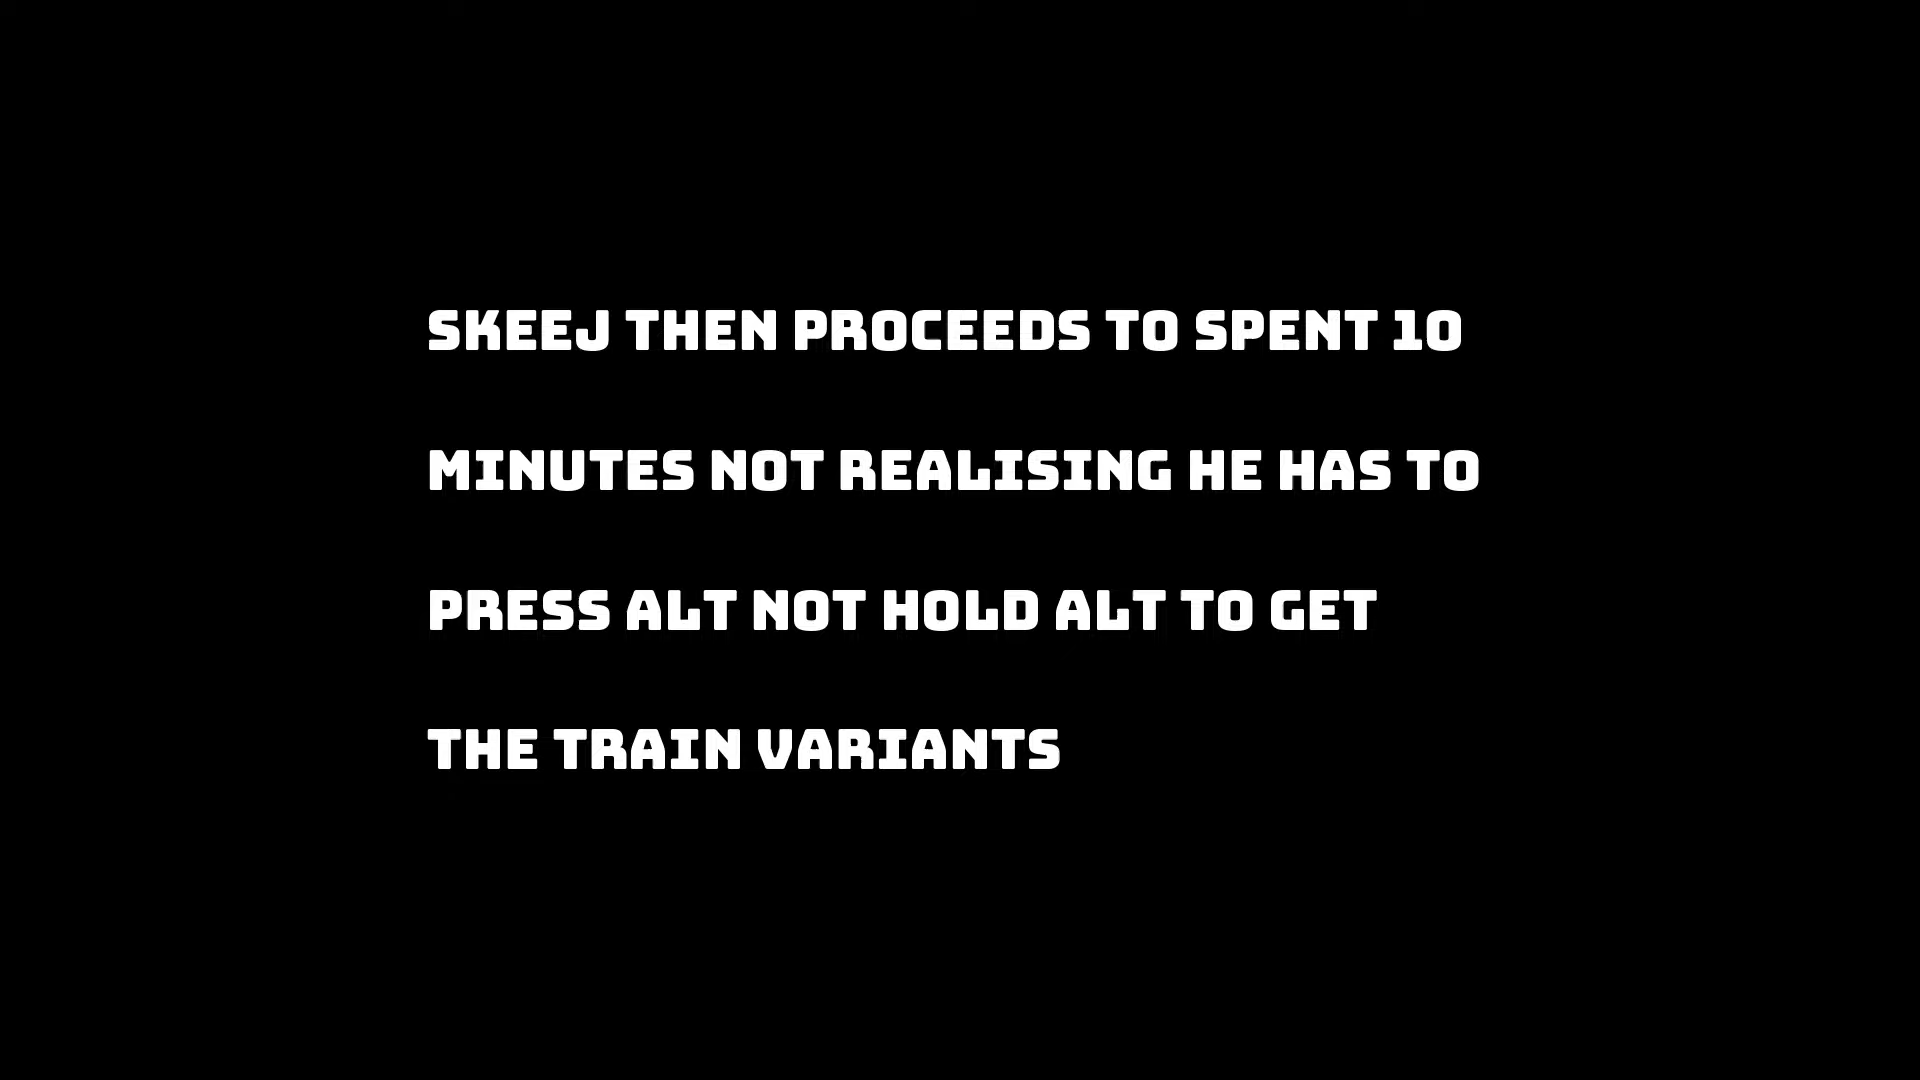 SKEEJ THEN PROCEEDS TO SPENT 10
MINUTES NOT REALISING HE HAS TO
PRESS ALT NOT HOLD ALT TO GET
THE TRAIN VARIANTS